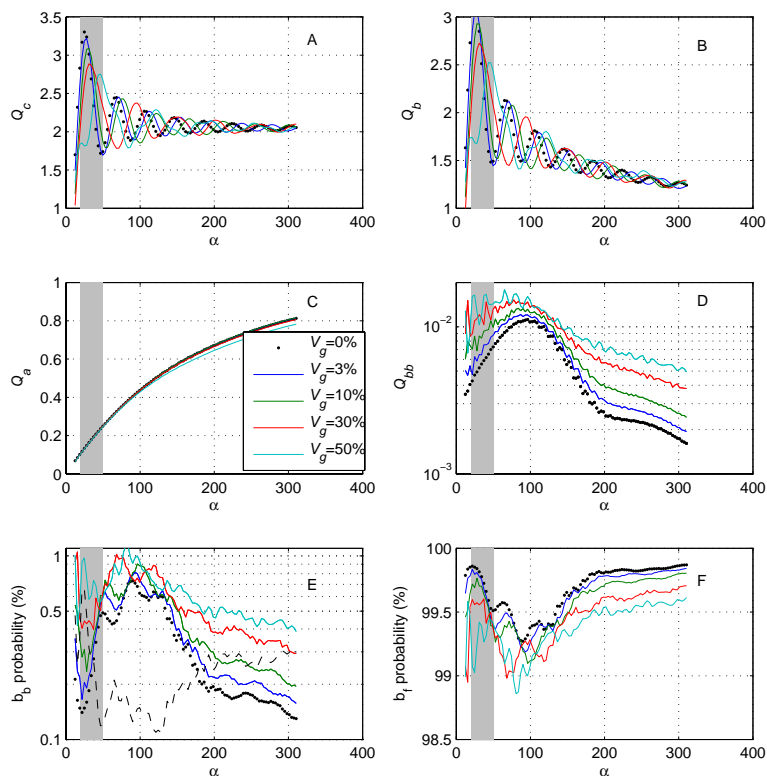 3.5
3
2.5
2
1.5
1
Q_c
A
0
100
200
300
400
α
3
2.5
2
1.5
1
Q_b
B
0
100
200
300
400
α
1
0.8
0.6
0.4
0.2
0
Q_a
C
V_g=0%
V_g=3%
V_g=10%
V_g=30%
V_g=50%
0
100
200
300
400
α
10^−2
10^−3
Q_bb
D
0
100
200
300
400
α
1
0.5
0.1
b_b probability (%)
E
0
100
200
300
400
α
100
99.5
99
98.5
b_f probability (%)
F
0
100
200
300
400
α